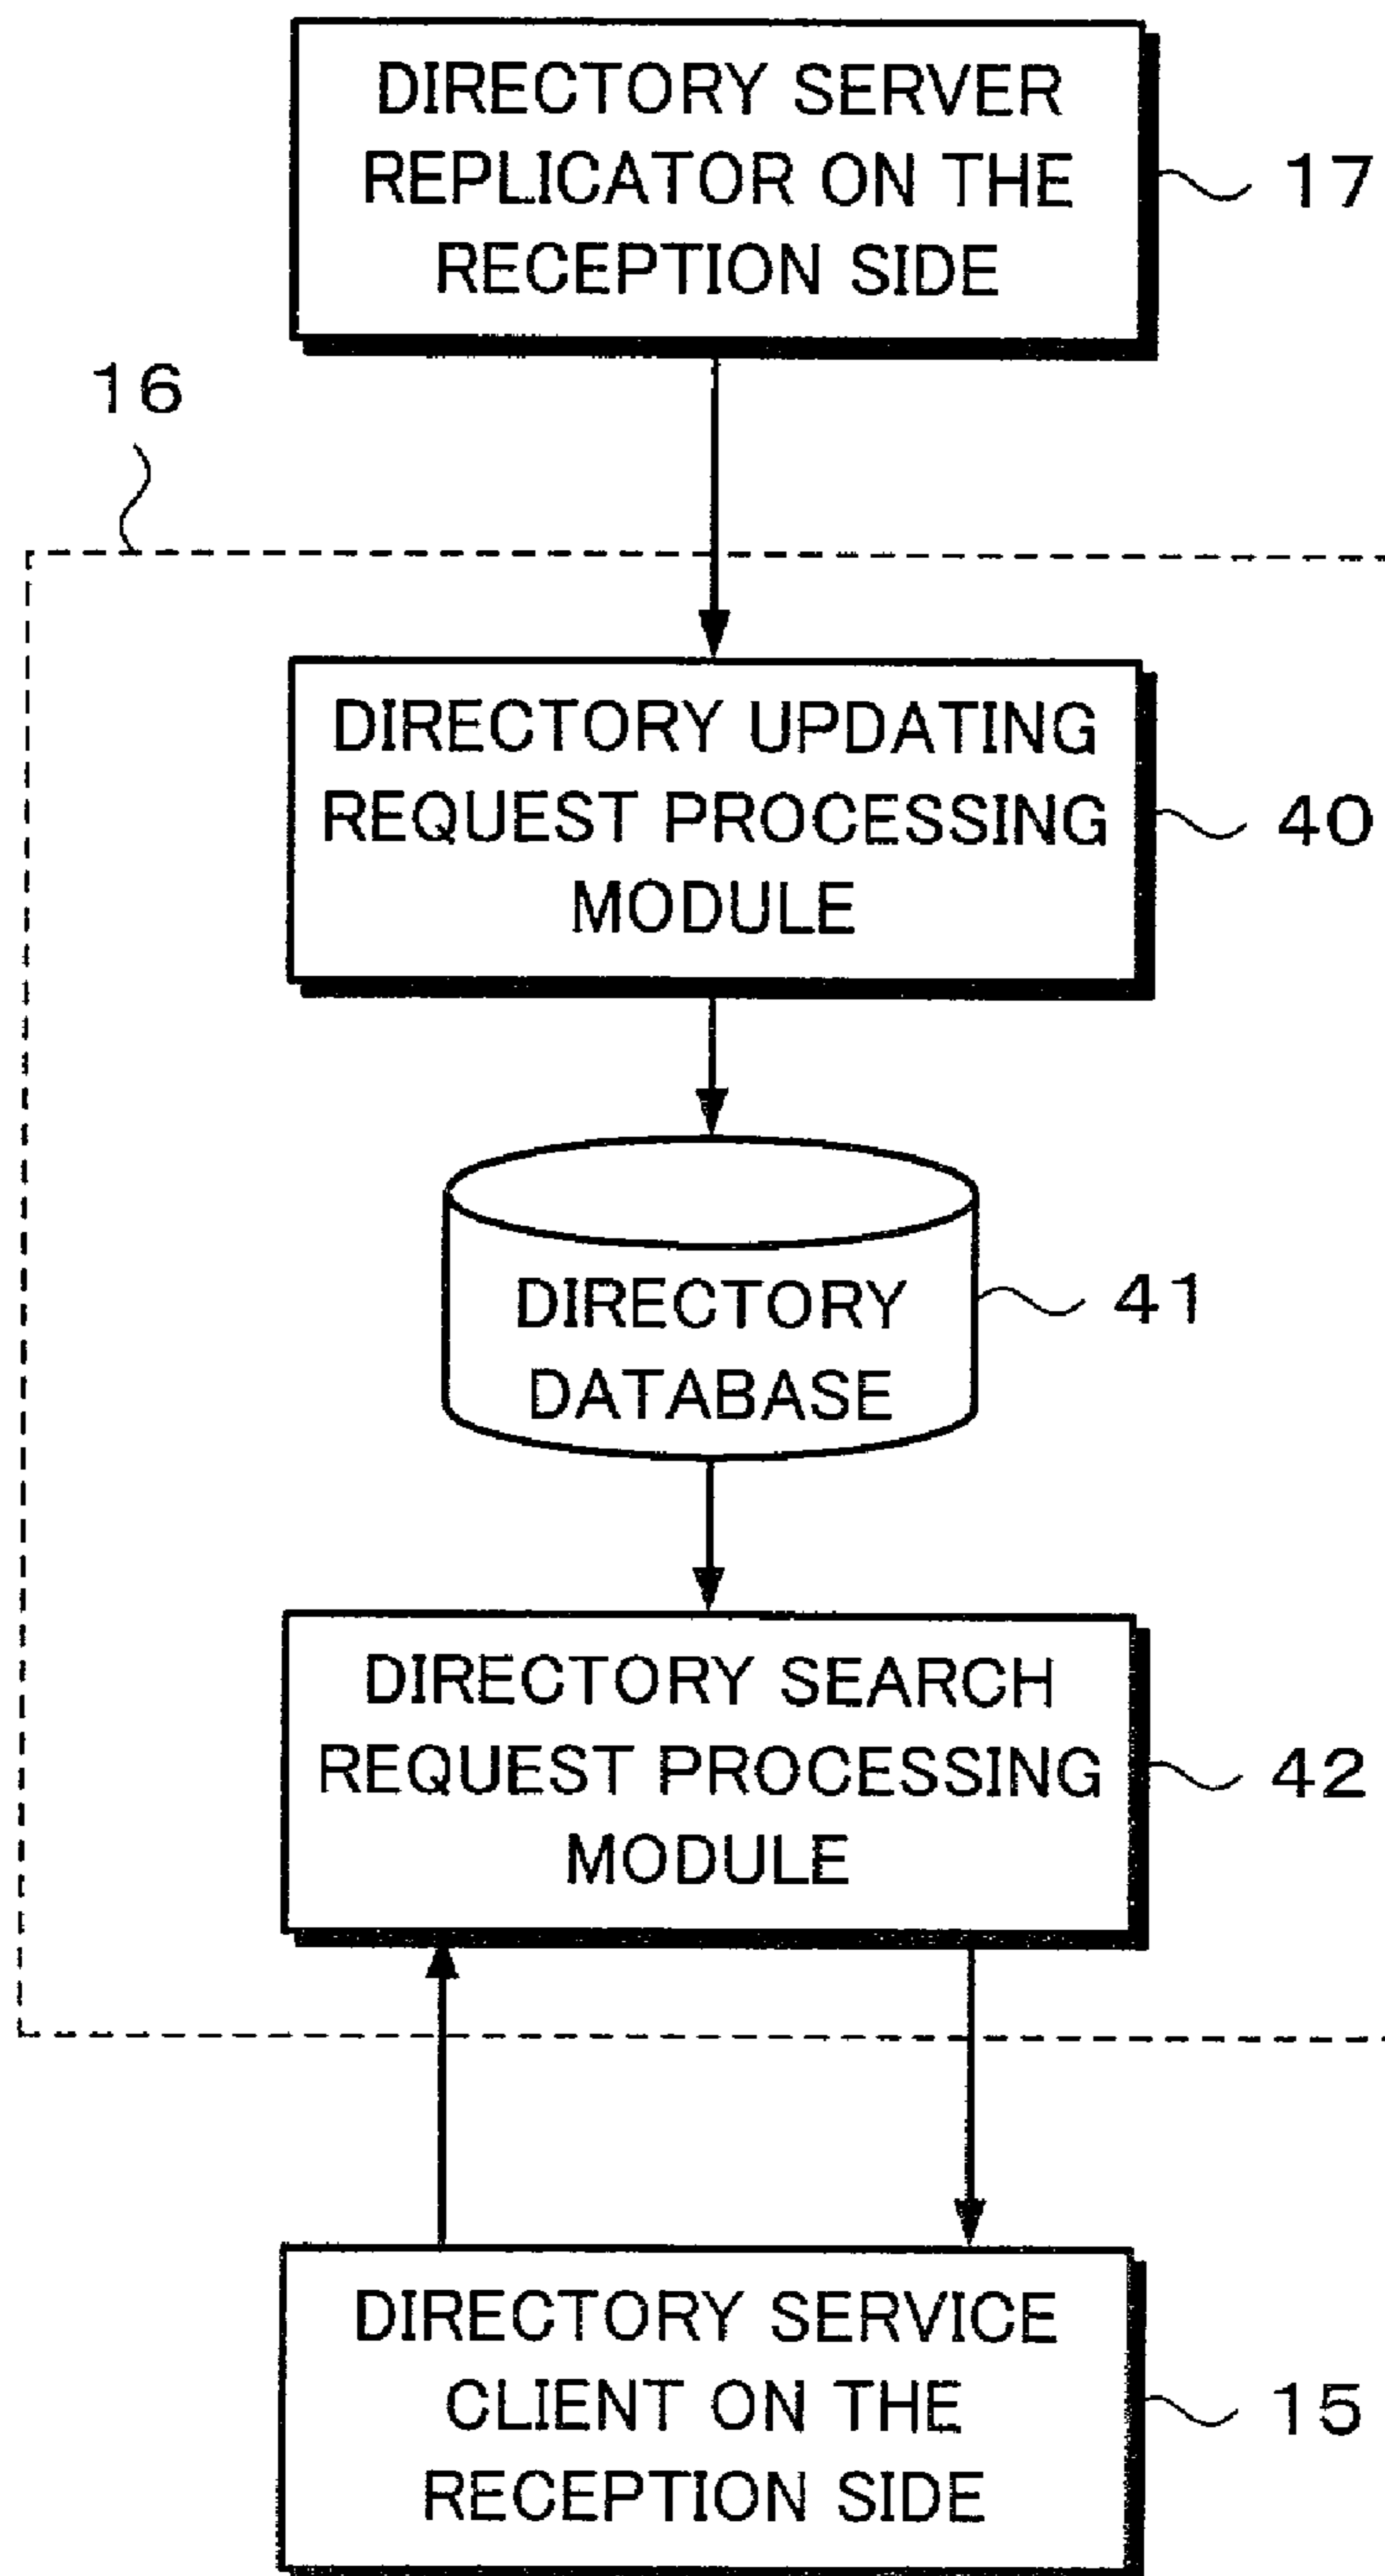 DIRECTORY SERVER
REPLICATOR ON THE
RECEPTION SIDE
17
16
DIRECTORY UPDATING
REQUEST PROCESSING
MODULE
40
DIRECTORY
DATABASE
41
DIRECTORY SEARCH
REQUEST PROCESSING
MODULE
42
DIRECTORY SERVICE
CLIENT ON THE
RECEPTION SIDE
15